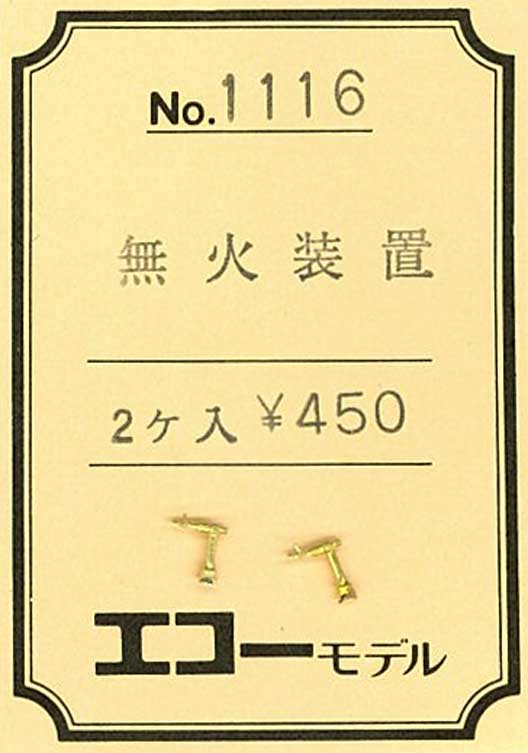 No.1116
無火装置
2ケ入 ¥450
エコーモデル